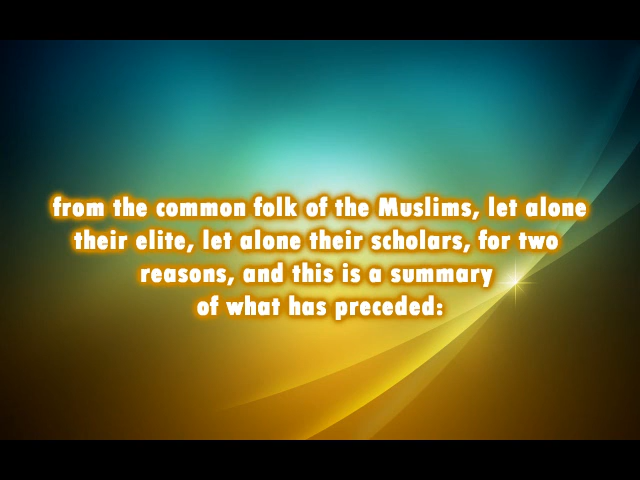 from the common folk of the Muslims, let alone
their elite, let alone their scholars, for two
reasons, and this is a summary
of what has preceded: